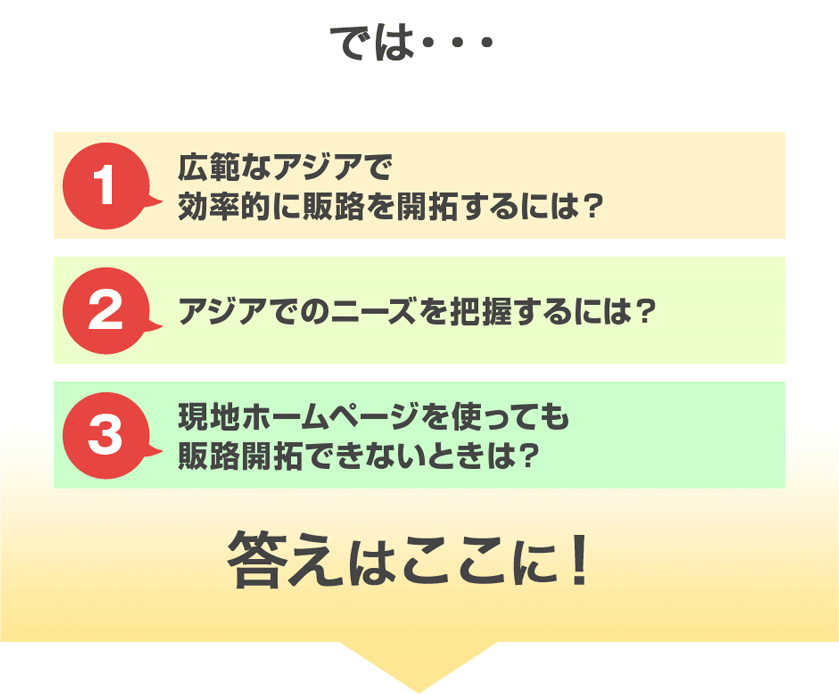 では・・・
1
広範なアジアで
効率的に販路を開拓するには？
2
アジアでのニーズを把握するには？
3
現地ホームページを使っても
販路開拓できないときは？
答えはここに！